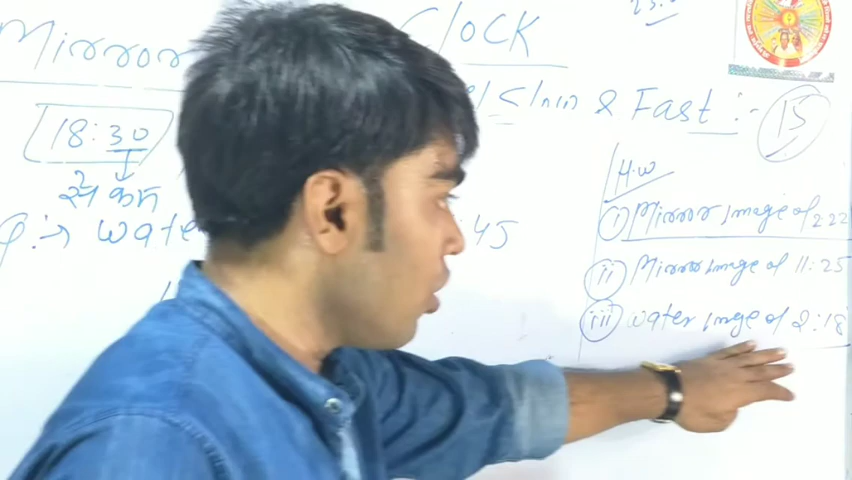 Mirror CLOCK
& Fast :- 15
18:30
से कम
Q:→ water :45
H.W
(i) Mirror image of 2:22
(ii) Mirror image of 11:25
(iii) water image of 2:18